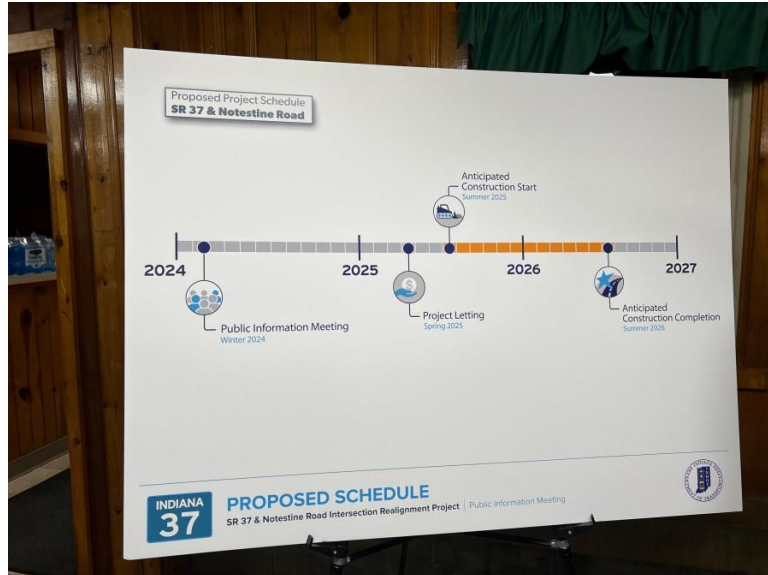 Proposed Project Schedule
SR 37 & Notestine Road
Anticipated
Construction Start
Summer 2025
2024
2025
2026
2027
$
Public Information Meeting
Winter 2024
Project Letting
Spring 2025
Anticipated
Construction Completion
Summer 2026
INDIANA
37
PROPOSED SCHEDULE
SR 37 & Notestine Road Intersection Realignment Project | Public Information Meeting